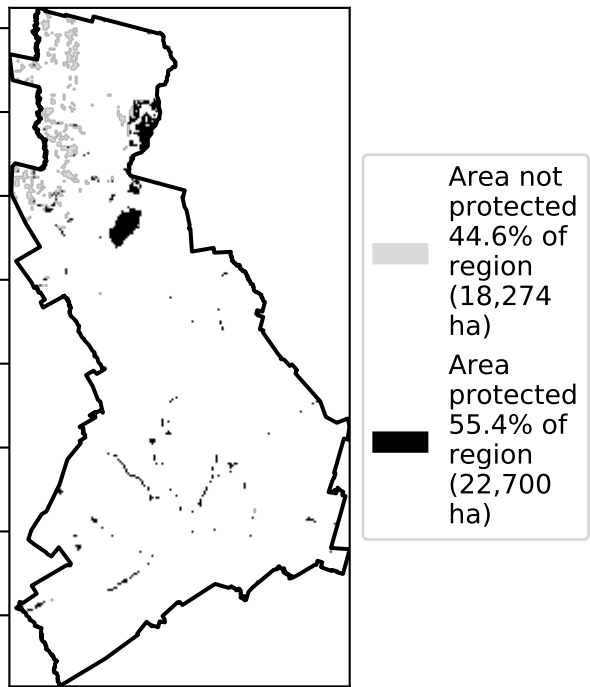 Area not
protected
44.6% of
region
(18,274
ha)
Area
protected
55.4% of
region
(22,700
ha)